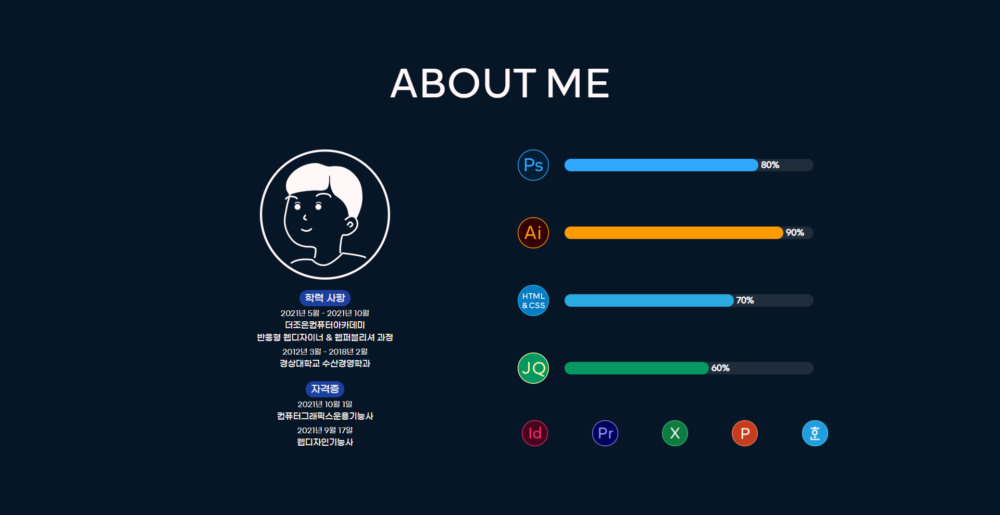 ABOUT ME
학력 사항
2021년 5월 - 2021년 10월
더조은컴퓨터아카데미
반응형 웹디자이너 & 웹퍼블리셔 과정
2012년 3월 - 2018년 2월
경상대학교 수산경영학과
자격증
2021년 10월 1일
컴퓨터그래픽스운용기능사
2021년 9월 17일
웹디자인기능사
Ps
80%
Ai
90%
HTML
& CSS
70%
JQ
60%
Id
Pr
X
P
혼